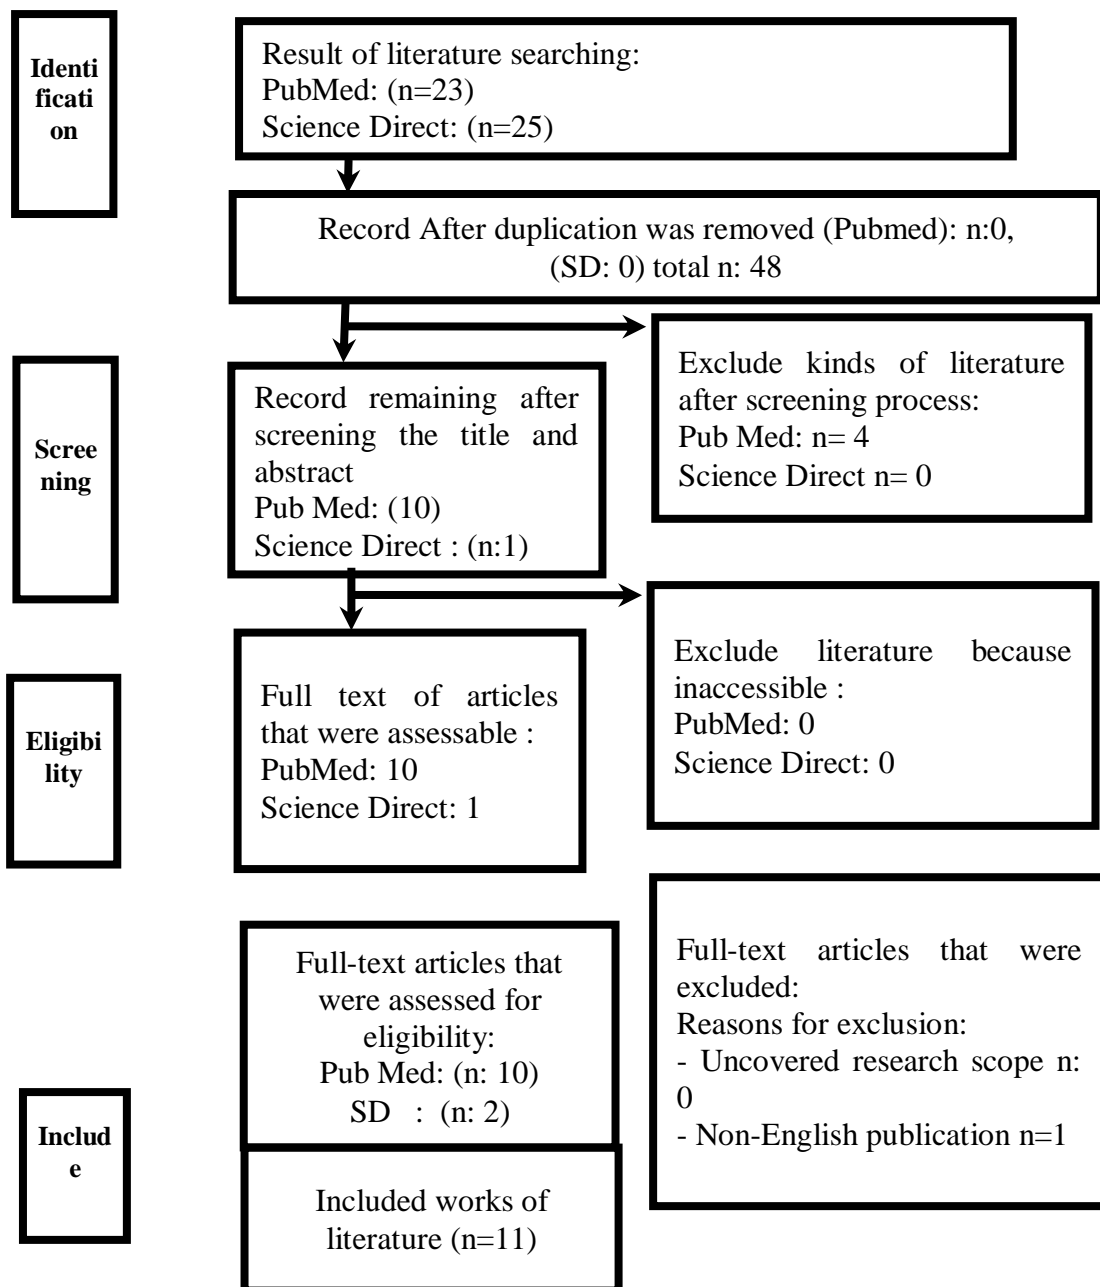 Identi
ficati
on
Result of literature searching:
PubMed: (n=23)
Science Direct: (n=25)
Record After duplication was removed (Pubmed): n:0,
(SD: 0) total n: 48
Scree
ning
Record remaining after
screening the title and
abstract
Pub Med: (10)
Science Direct : (n:1)
Exclude kinds of literature
after screening process:
Pub Med: n= 4
Science Direct n= 0
Eligibi
lity
Full text of articles
that were assessable :
PubMed: 10
Science Direct: 1
Exclude literature because
inaccessible :
PubMed: 0
Science Direct: 0
Full-text articles that
were assessed for
eligibility:
Pub Med: (n: 10)
SD : (n: 2)
Full-text articles that were
excluded:
Reasons for exclusion:
- Uncovered research scope n:
0
- Non-English publication n=1
Includ
e
Included works of
literature (n=11)